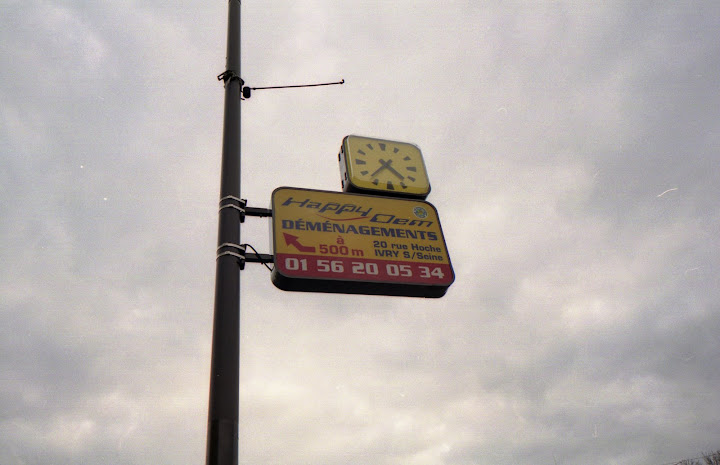 Happy Dem
DÉMÉNAGEMENTS
à 20 rue Hoche
500 m IVRY S/Seine
01 56 20 05 34